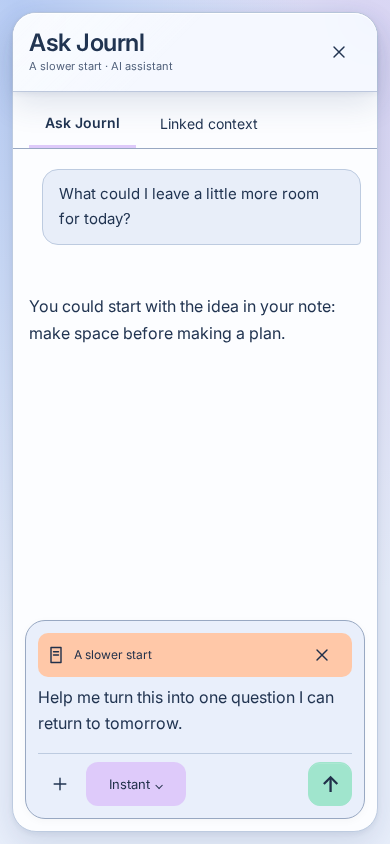 Ask Journl
A slower start · AI assistant
Ask Journl
Linked context
What could I leave a little more room
for today?
You could start with the idea in your note:
make space before making a plan.
A slower start
Help me turn this into one question I can
return to tomorrow.
Instant